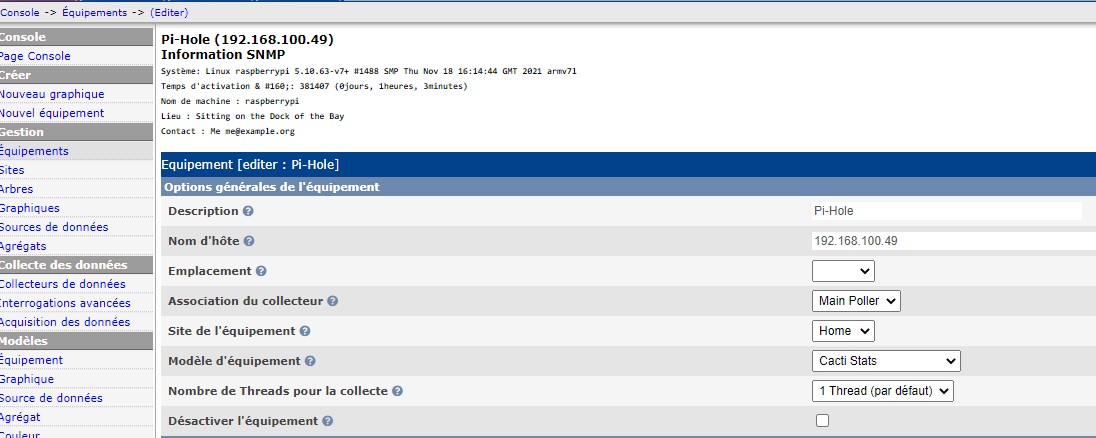 Console -> Équipements -> (Editer)
Console
Page Console
Créer
Nouveau graphique
Nouvel équipement
Gestion
Équipements
Sites
Arbres
Graphiques
Sources de données
Agrégats
Collecte des données
Collecteurs de données
Interrogations avancées
Acquisition des données
Modèles
Équipement
Graphique
Source de données
Agrégat
Couleur
Pi-Hole (192.168.100.49)
Information SNMP
Système: Linux raspberrypi 5.10.63-v7+ #1488 SMP Thu Nov 18 16:14:44 GMT 2021 armv7l
Temps d'activation & #160;: 381407 (0jours, 1heures, 3minutes)
Nom de machine : raspberrypi
Lieu : Sitting on the Dock of the Bay
Contact : Me me@example.org
Equipement [editer : Pi-Hole]
Options générales de l'équipement
Description ? Pi-Hole
Nom d'hôte ? 192.168.100.49
Emplacement ?
Association du collecteur ? Main Poller
Site de l'équipement ? Home
Modèle d'équipement ? Cacti Stats
Nombre de Threads pour la collecte ? 1 Thread (par défaut)
Désactiver l'équipement ?